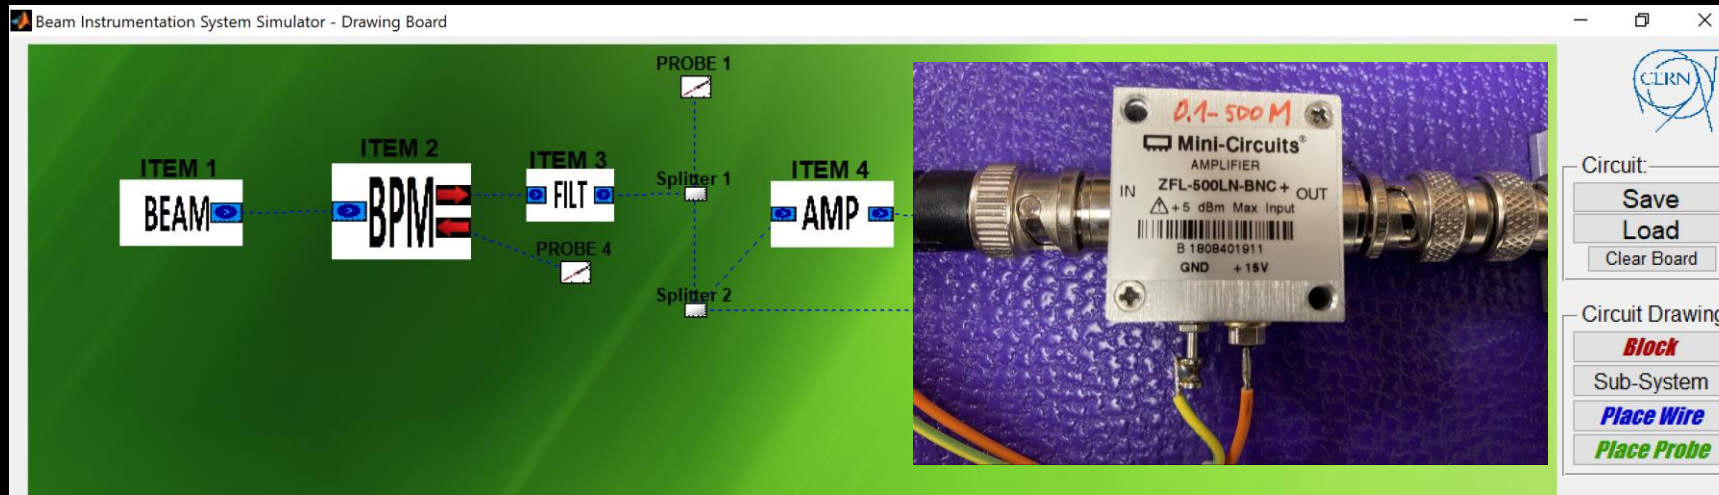 Beam Instrumentation System Simulator - Drawing Board
PROBE 1
ITEM 1
BEAM
ITEM 2
BPM
ITEM 3
FILT
PROBE 4
Splitter 1
Splitter 2
ITEM 4
AMP
0.1-500M
Mini-Circuits®
AMPLIFIER
IN ZFL-500LN-BNC+ OUT
+5 dBm Max Input
B 1808401911
GND +15V
CERN
Circuit:
Save
Load
Clear Board
Circuit Drawing
Block
Sub-System
Place Wire
Place Probe